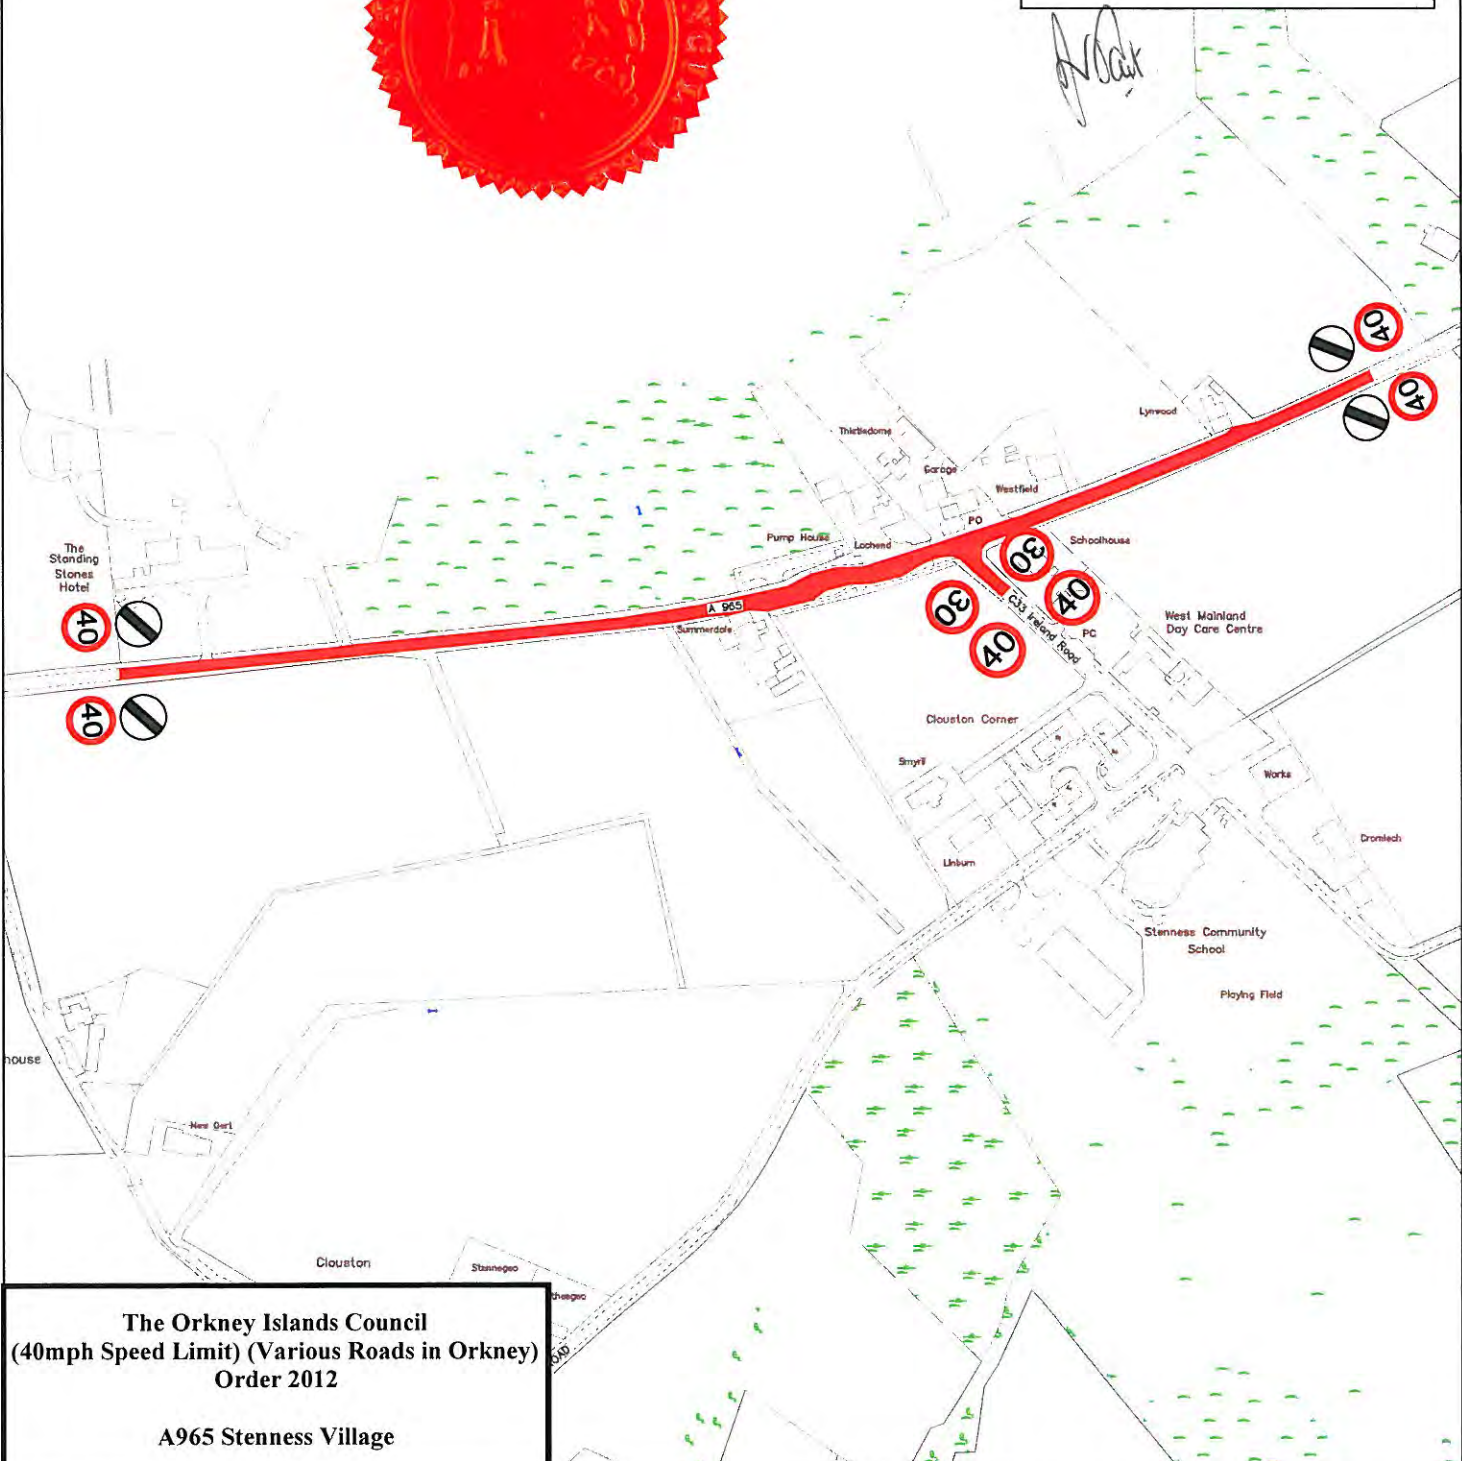 40
40
Lynwood
Thistledome
Garage
Westfield
PO
Schoolhouse
Pump House
Lochend
The
Standing
Stones
Hotel
40
30
40
30
40
A 965
C33 Ireland Road
PC
Summerdale
West Mainland
Day Care Centre
40
Clouston Corner
Smyril
Works
Cromlech
Linburn
Stenness Community
School
Playing Field
house
Clouston
Stennegeo
ROAD
The Orkney Islands Council
(40mph Speed Limit) (Various Roads in Orkney)
Order 2012
A965 Stenness Village